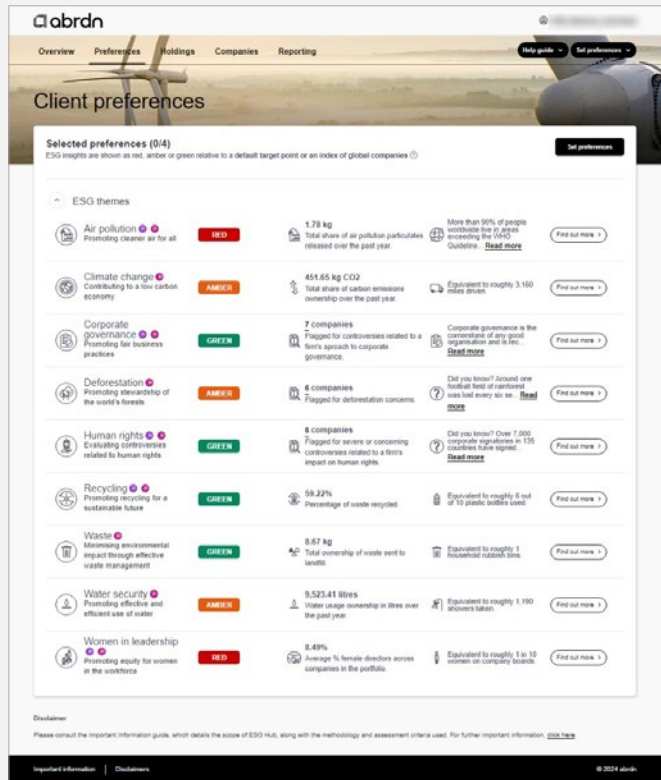 abrdn
Overview Preferences Holdings Companies Reporting
Help guide Set preferences
Client preferences
Selected preferences (0/4)
ESG insights are shown as red, amber or green relative to a default target point or an index of global companies
Set preferences
ESG themes
Air pollution
Promoting cleaner air for all
RED
1.78 kg
Total share of air pollution particulates
released over the past year.
More than 90% of people
worldwide live in areas
exceeding the WHO
Guideline... Read more
Find out more
Climate change
Contributing to a low carbon
economy
AMBER
451.65 kg CO2
Total share of carbon emissions
ownership over the past year.
Equivalent to roughly 3,160
miles driven.
Find out more
Corporate
governance
Promoting fair business
practices
GREEN
7 companies
Flagged for controversies related to a
firm's aproach to corporate
governance.
Corporate governance is the
cornerstone of any good
organisation and is rec...
Read more
Find out more
Deforestation
Promoting stewardship of
the world's forests
AMBER
6 companies
Flagged for deforestation concerns.
Did you know? Around one
football field of rainforest
was lost every six se... Read
more
Find out more
Human rights
Evaluating controversies
related to human rights
GREEN
8 companies
Flagged for severe or concerning
controversies related to a firm's
impact on human rights.
Did you know? Over 7,000
corporate signatories in 135
countries have signed...
Read more
Find out more
Recycling
Promoting recycling for a
sustainable future
GREEN
59.22%
Percentage of waste recycled.
Equivalent to roughly 6 out
of 10 plastic bottles used.
Find out more
Waste
Minimising environmental
impact through effective
waste management
GREEN
8.67 kg
Total ownership of waste sent to
landfill.
Equivalent to roughly 1
household rubbish bins.
Find out more
Water security
Promoting effective and
efficient use of water
AMBER
9,523.41 litres
Water usage ownership in litres over
the past year.
Equivalent to roughly 1,190
showers taken.
Find out more
Women in leadership
Promoting equity for women
in the workforce
RED
8.49%
Average % female directors across
companies in the portfolio.
Equivalent to roughly 1 in 10
women on company boards.
Find out more
Disclaimer
Please consult the Important Information guide, which details the scope of ESG Hub, along with the methodology and assessment criteria used. For further important information, click here.
Important information | Disclaimers
© 2024 abrdn